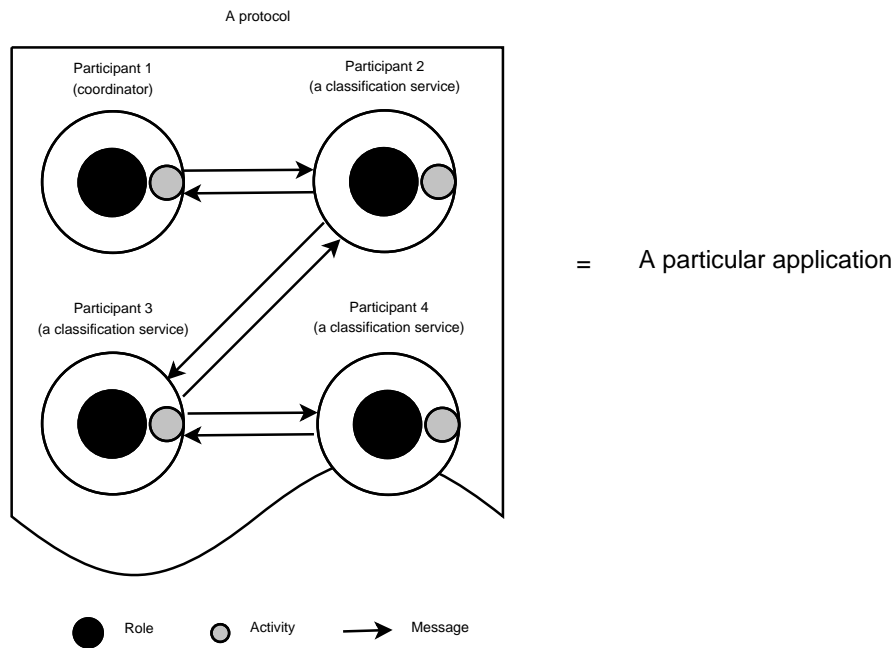 A protocol
Participant 1
(coordinator)
Participant 2
(a classification service)
= A particular application
Participant 3
(a classification service)
Participant 4
(a classification service)
Role
Activity
Message